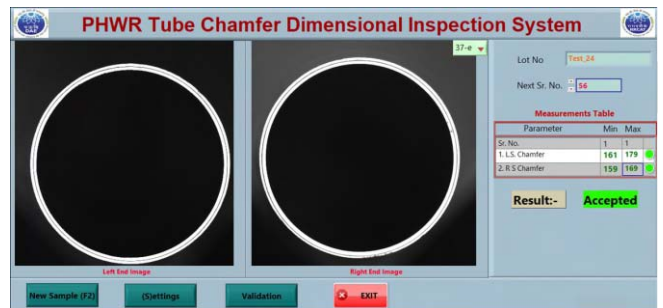 PHWR Tube Chamfer Dimensional Inspection System
37-e
Lot No Test_24
Next Sr. No. 56
Measurements Table
Parameter Min Max
Sr. No. 1 1
1. L.S. Chamfer 161 179
2. R S Chamfer 159 169
Result:- Accepted
Left End Image
Right End Image
New Sample (F2) (S)ettings Validation EXIT